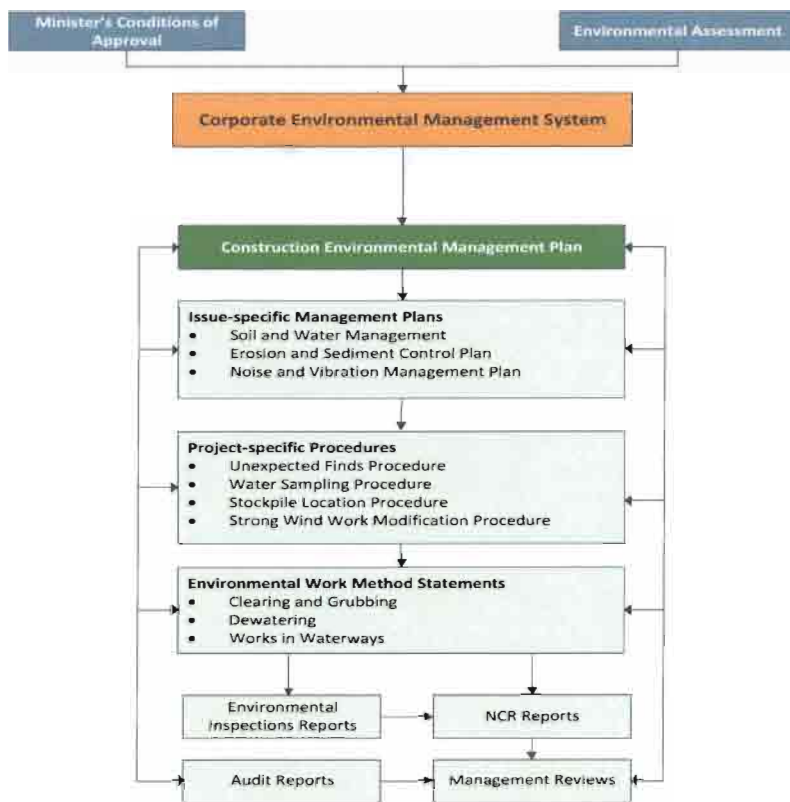 Minister's Conditions of
Approval
Environmental Assessment
Corporate Environmental Management System
Construction Environmental Management Plan
Issue-specific Management Plans
• Soil and Water Management
• Erosion and Sediment Control Plan
• Noise and Vibration Management Plan
Project-specific Procedures
• Unexpected Finds Procedure
• Water Sampling Procedure
• Stockpile Location Procedure
• Strong Wind Work Modification Procedure
Environmental Work Method Statements
• Clearing and Grubbing
• Dewatering
• Works in Waterways
Environmental
Inspections Reports
NCR Reports
Audit Reports
Management Reviews